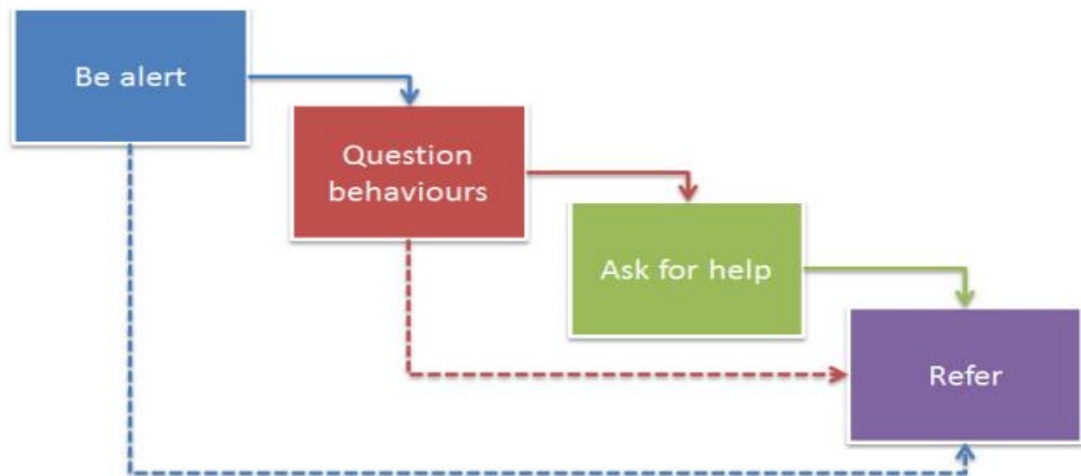 Be alert
Question
behaviours
Ask for help
Refer